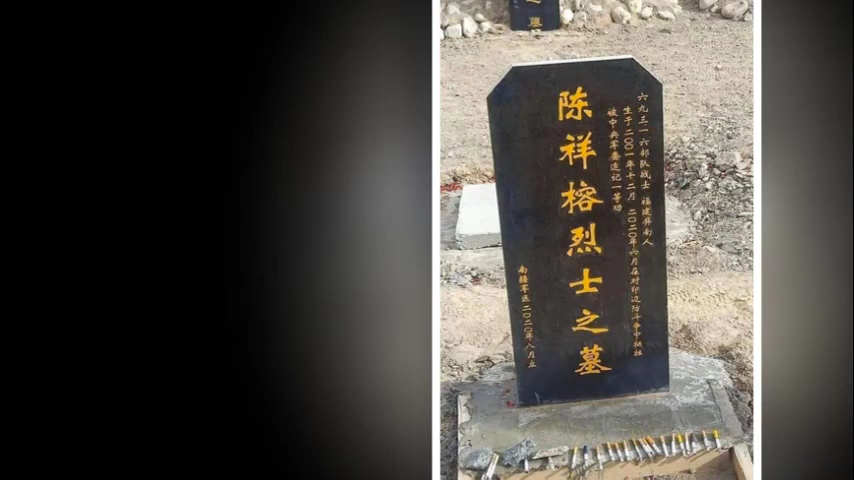 之墓
六九三一六部队战士 福建屏南人
生于二〇〇一年十二月 二〇二〇年六月在对印边防斗争中牺牲
被中央军委追记一等功
陈祥榕烈士之墓
南疆军区二〇二〇年八月立